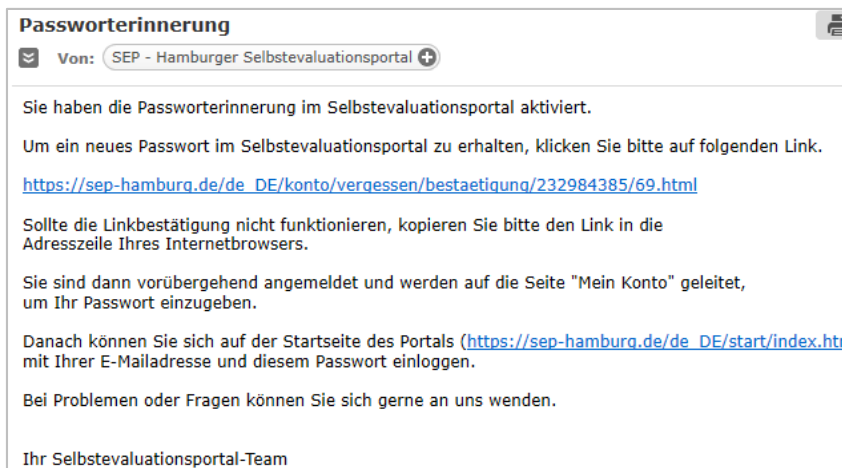 Passworterinnerung
Von: SEP - Hamburger Selbstevaluationsportal
Sie haben die Passworterinnerung im Selbstevaluationsportal aktiviert.
Um ein neues Passwort im Selbstevaluationsportal zu erhalten, klicken Sie bitte auf folgenden Link.
https://sep-hamburg.de/de_DE/konto/vergessen/bestaetigung/232984385/69.html
Sollte die Linkbestätigung nicht funktionieren, kopieren Sie bitte den Link in die
Adresszeile Ihres Internetbrowsers.
Sie sind dann vorübergehend angemeldet und werden auf die Seite "Mein Konto" geleitet,
um Ihr Passwort einzugeben.
Danach können Sie sich auf der Startseite des Portals (https://sep-hamburg.de/de_DE/start/index.htm
mit Ihrer E-Mailadresse und diesem Passwort einloggen.
Bei Problemen oder Fragen können Sie sich gerne an uns wenden.
Ihr Selbstevaluationsportal-Team